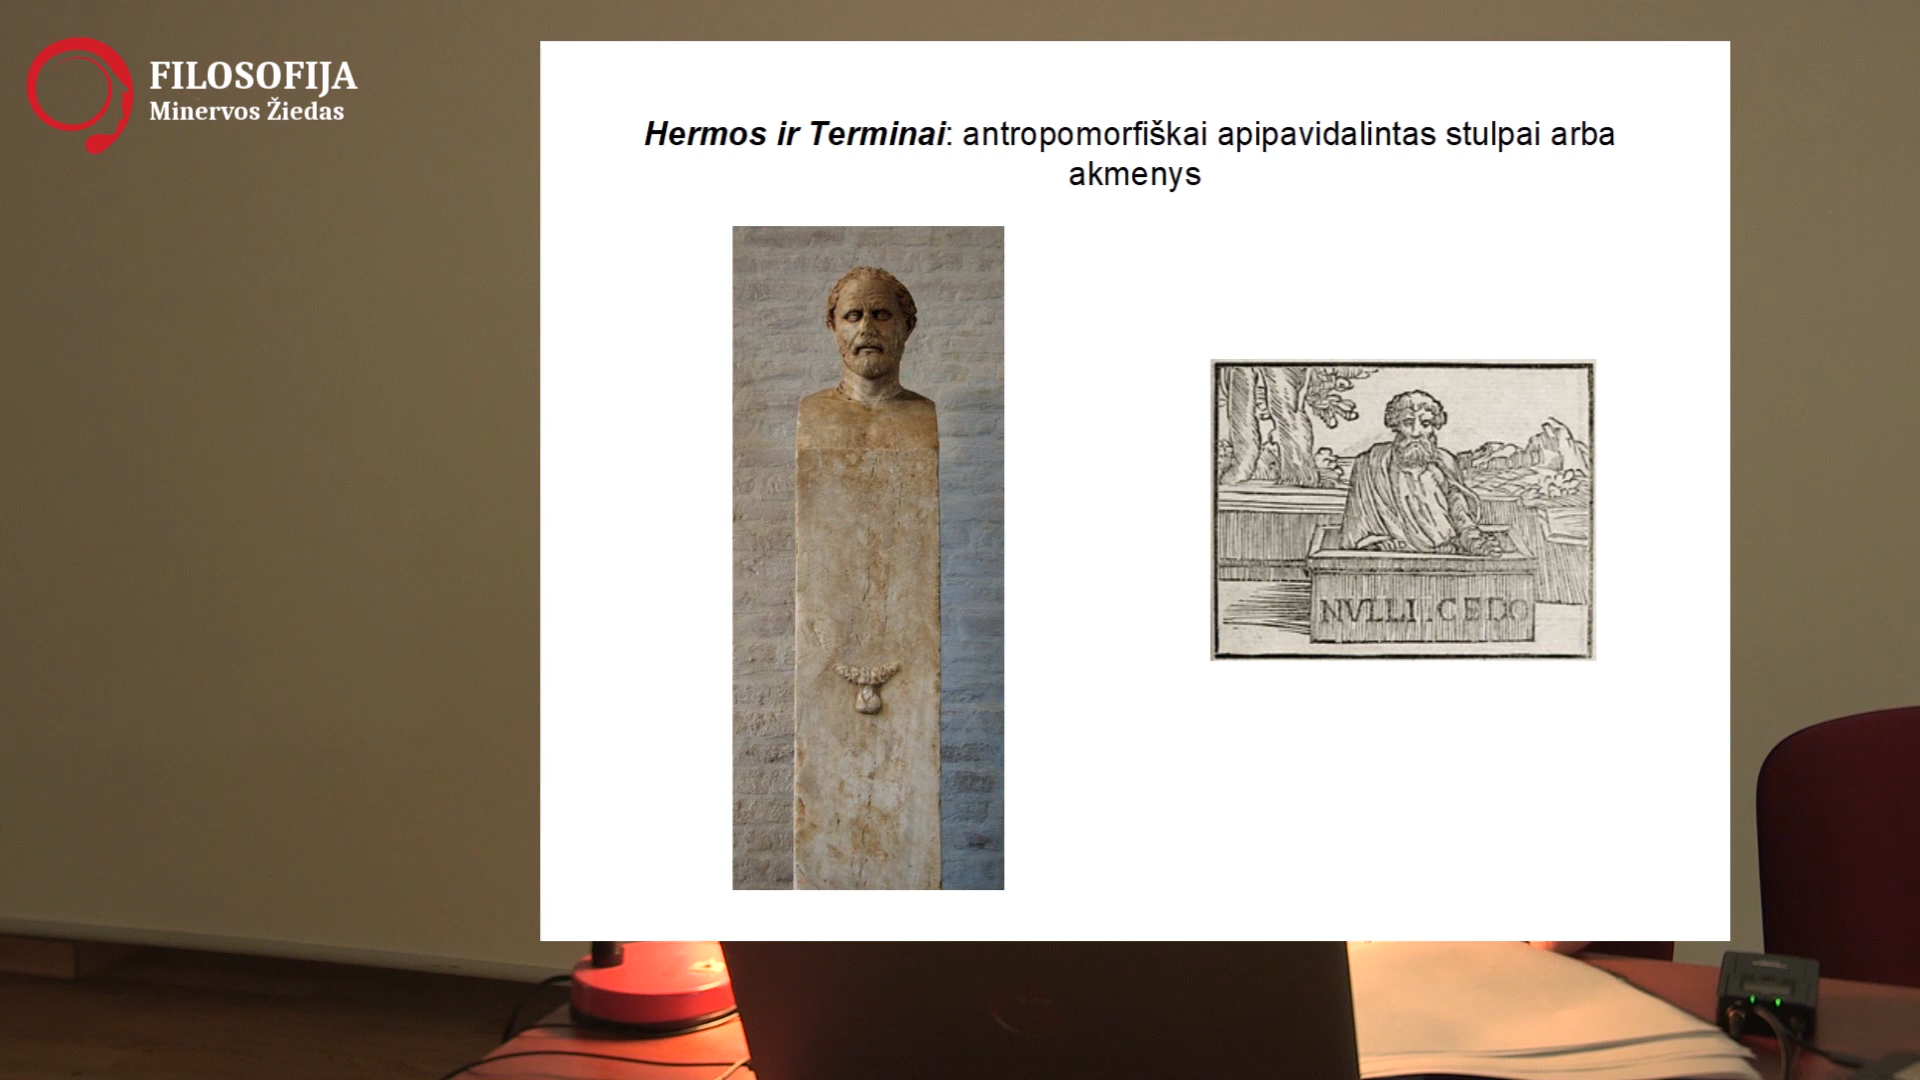 FILOSOFIJA
Minervos Žiedas
Hermos ir Terminai: antropomorfiškai apipavidalintas stulpai arba
akmenys
NVLLI CEDO